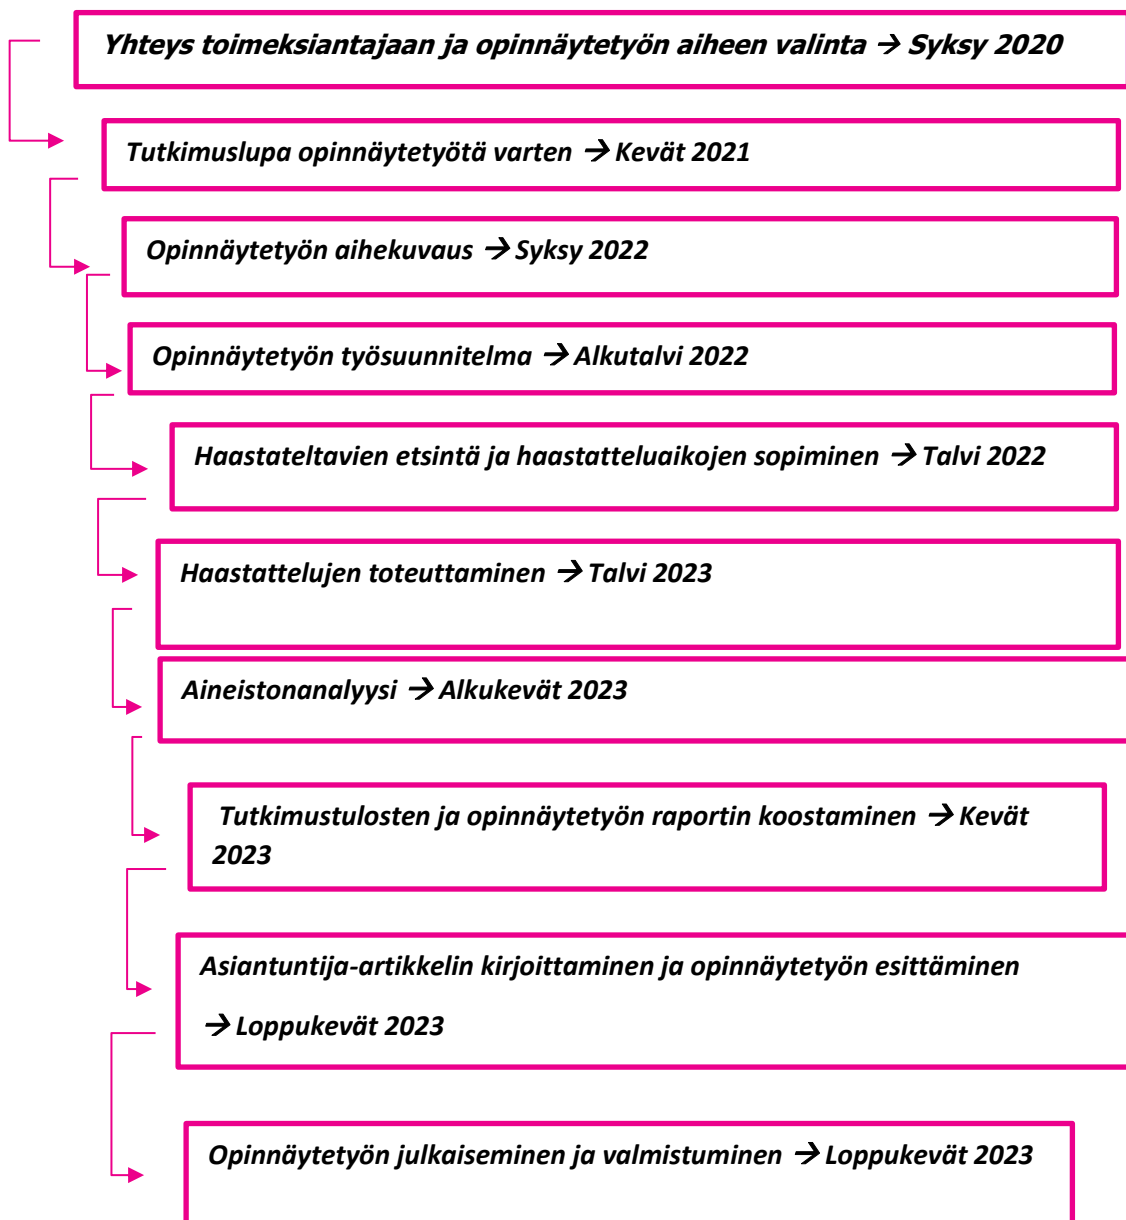 Yhteys toimeksiantajaan ja opinnäytetyön aiheen valinta → Syksy 2020
Tutkimuslupa opinnäytetyötä varten → Kevät 2021
Opinnäytetyön aihekuvaus → Syksy 2022
Opinnäytetyön työsuunnitelma → Alkutalvi 2022
Haastateltavien etsintä ja haastatteluaikojen sopiminen → Talvi 2022
Haastattelujen toteuttaminen → Talvi 2023
Aineistonanalyysi → Alkukevät 2023
Tutkimustulosten ja opinnäytetyön raportin koostaminen → Kevät
2023
Asiantuntija-artikkelin kirjoittaminen ja opinnäytetyön esittäminen
→ Loppukevät 2023
Opinnäytetyön julkaiseminen ja valmistuminen → Loppukevät 2023